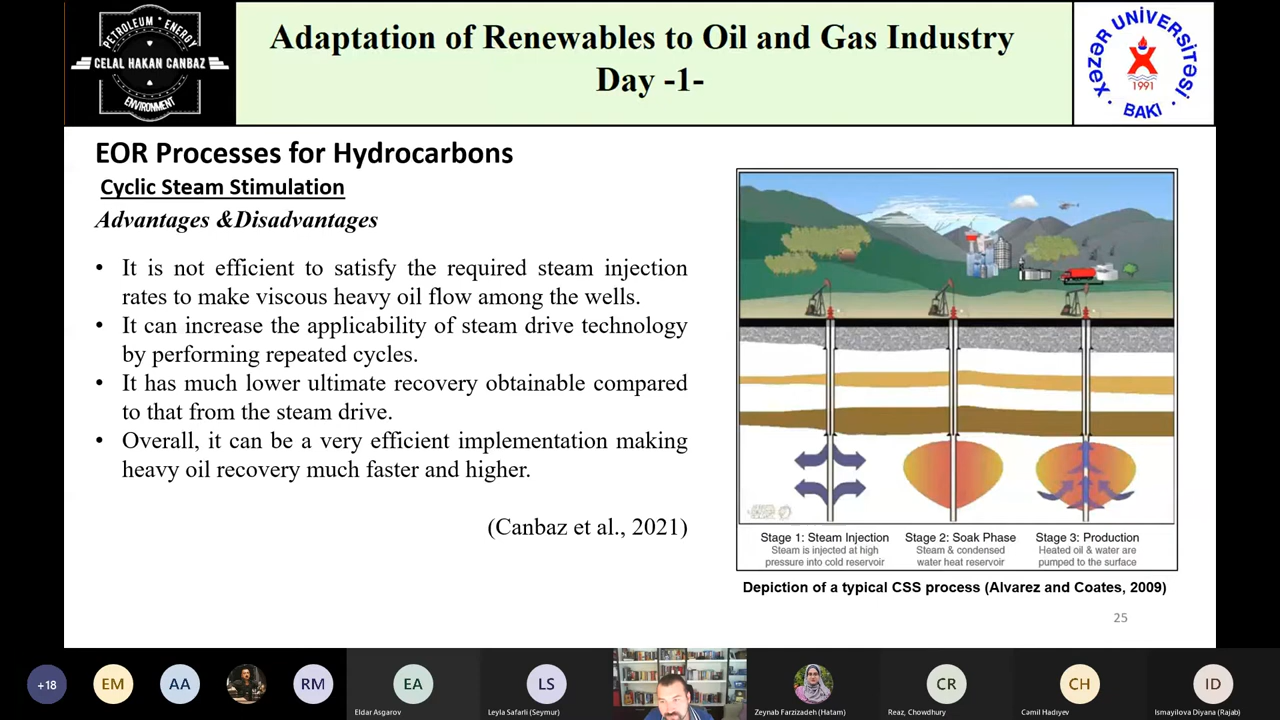 PETROLEUM * ENERGY
CELAL HAKAN CANBAZ
ENVIRONMENT
Adaptation of Renewables to Oil and Gas Industry
Day -1-
XƏZƏR UNİVERSİTƏSİ
1991
• BAKI •
EOR Processes for Hydrocarbons
Cyclic Steam Stimulation
Advantages &Disadvantages
• It is not efficient to satisfy the required steam injection
rates to make viscous heavy oil flow among the wells.
• It can increase the applicability of steam drive technology
by performing repeated cycles.
• It has much lower ultimate recovery obtainable compared
to that from the steam drive.
• Overall, it can be a very efficient implementation making
heavy oil recovery much faster and higher.
(Canbaz et al., 2021)
Stage 1: Steam Injection
Steam is injected at high
pressure into cold reservoir
Stage 2: Soak Phase
Steam & condensed
water heat reservoir
Stage 3: Production
Heated oil & water are
pumped to the surface
Depiction of a typical CSS process (Alvarez and Coates, 2009)
25
+18
EM
AA
RM
EA
Eldar Asgarov
LS
Leyla Safarli (Seymur)
Zeynab Farzizadeh (Hatam)
CR
Reaz, Chowdhury
CH
Cəmil Hadıyev
ID
Ismayilova Diyana (Rajab)